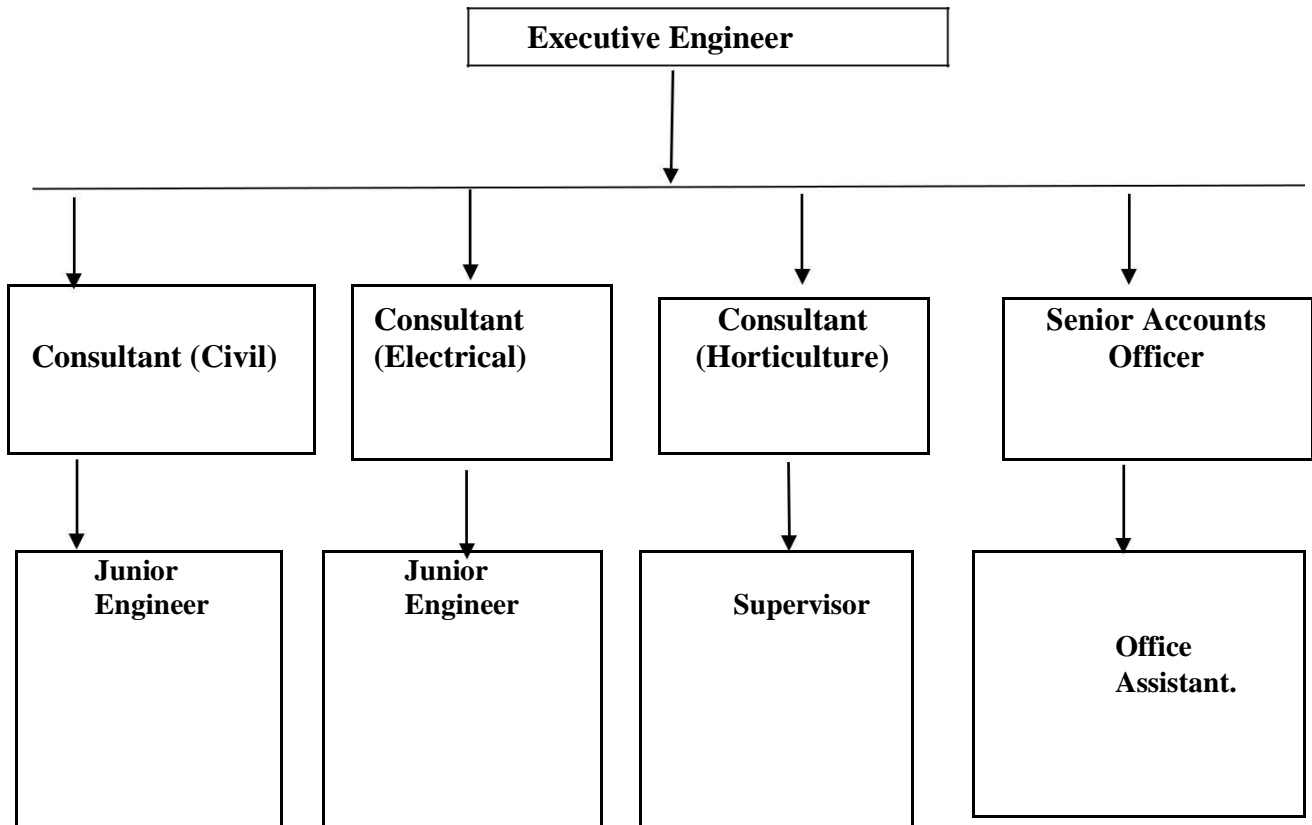 Executive Engineer
Consultant (Civil)
Consultant
(Electrical)
Consultant
(Horticulture)
Senior Accounts
Officer
Junior
Engineer
Junior
Engineer
Supervisor
Office
Assistant.